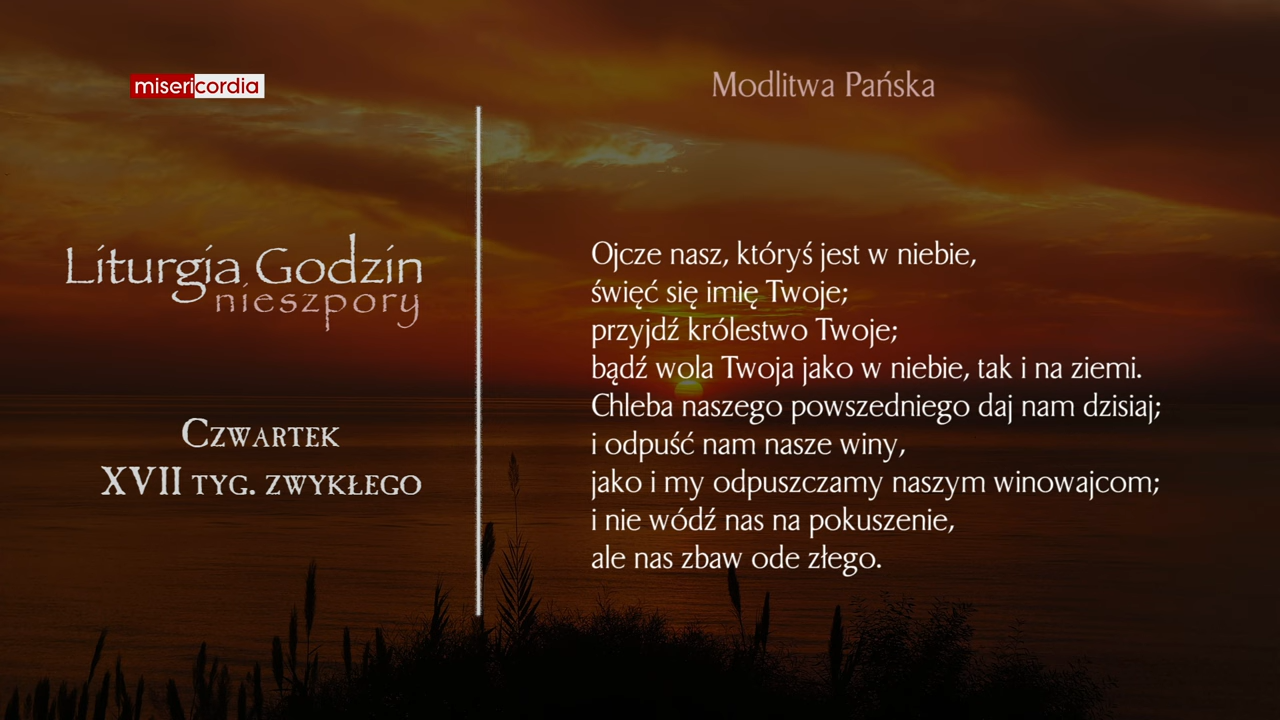 misericordia
Liturgia Godzin
nieszpory
Czwartek
XVII tyg. zwykłego
Modlitwa Pańska
Ojcze nasz, któryś jest w niebie,
święć się imię Twoje;
przyjdź królestwo Twoje;
bądź wola Twoja jako w niebie, tak i na ziemi.
Chleba naszego powszedniego daj nam dzisiaj;
i odpuść nam nasze winy,
jako i my odpuszczamy naszym winowajcom;
i nie wódź nas na pokuszenie,
ale nas zbaw ode złego.